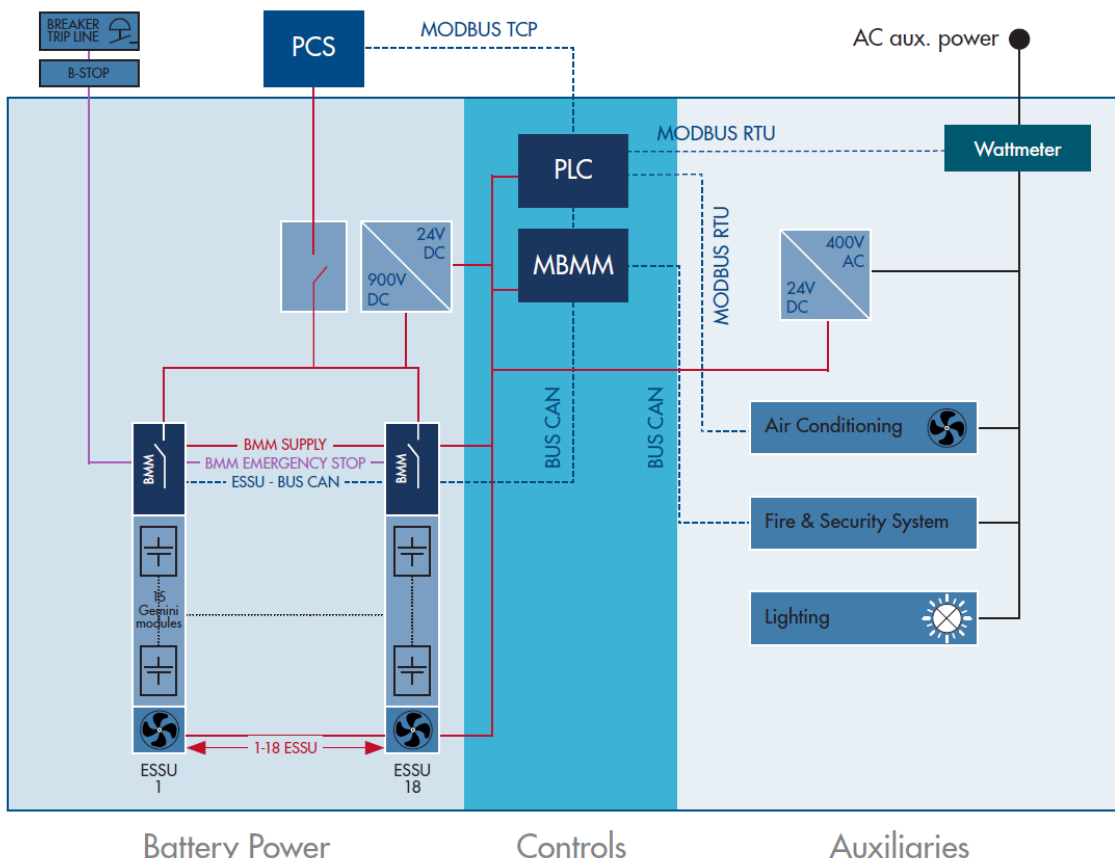 BREAKER
TRIP LINE
B-STOP
PCS
MODBUS TCP
AC aux. power
MODBUS RTU
Wattmeter
PLC
MODBUS RTU
24V
DC
900V
DC
MBMM
400V
AC
24V
DC
BUS CAN
BUS CAN
Air Conditioning
BMM
BMM SUPPLY
BMM EMERGENCY STOP
ESSU - BUS CAN
BMM
Fire & Security System
15
Gemini
modules
Lighting
1-18 ESSU
ESSU
1
ESSU
18
Battery Power
Controls
Auxiliaries